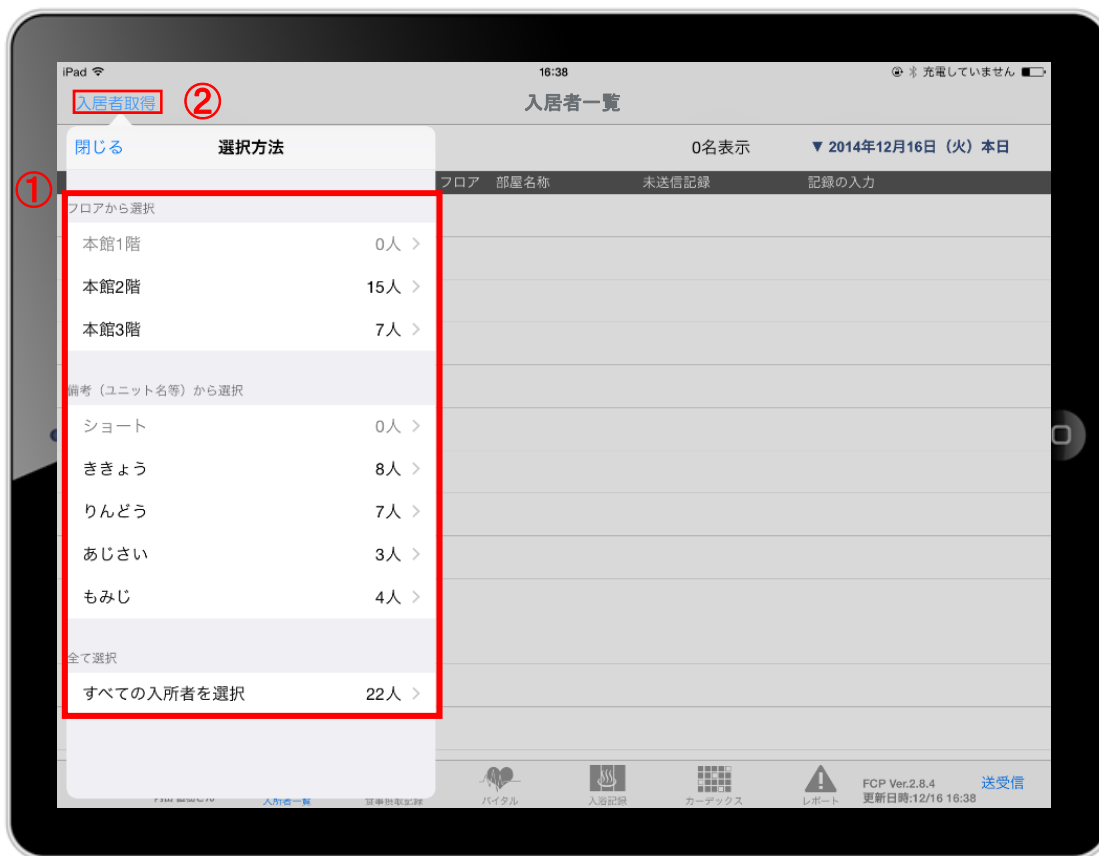 iPad 16:38 充電していません
入居者取得 ② 入居者一覧
閉じる 選択方法 0名表示 ▼ 2014年12月16日（火）本日
①
フロア 部屋名称 未送信記録 記録の入力
フロアから選択
本館1階 0人 >
本館2階 15人 >
本館3階 7人 >
備考（ユニット名等）から選択
ショート 0人 >
ききょう 8人 >
りんどう 7人 >
あじさい 3人 >
もみじ 4人 >
全て選択
すべての入所者を選択 22人 >
入所者一覧 食事摂取記録 バイタル 入浴記録 カーデックス レポート FCP Ver.2.8.4 送受信
更新日時:12/16 16:38